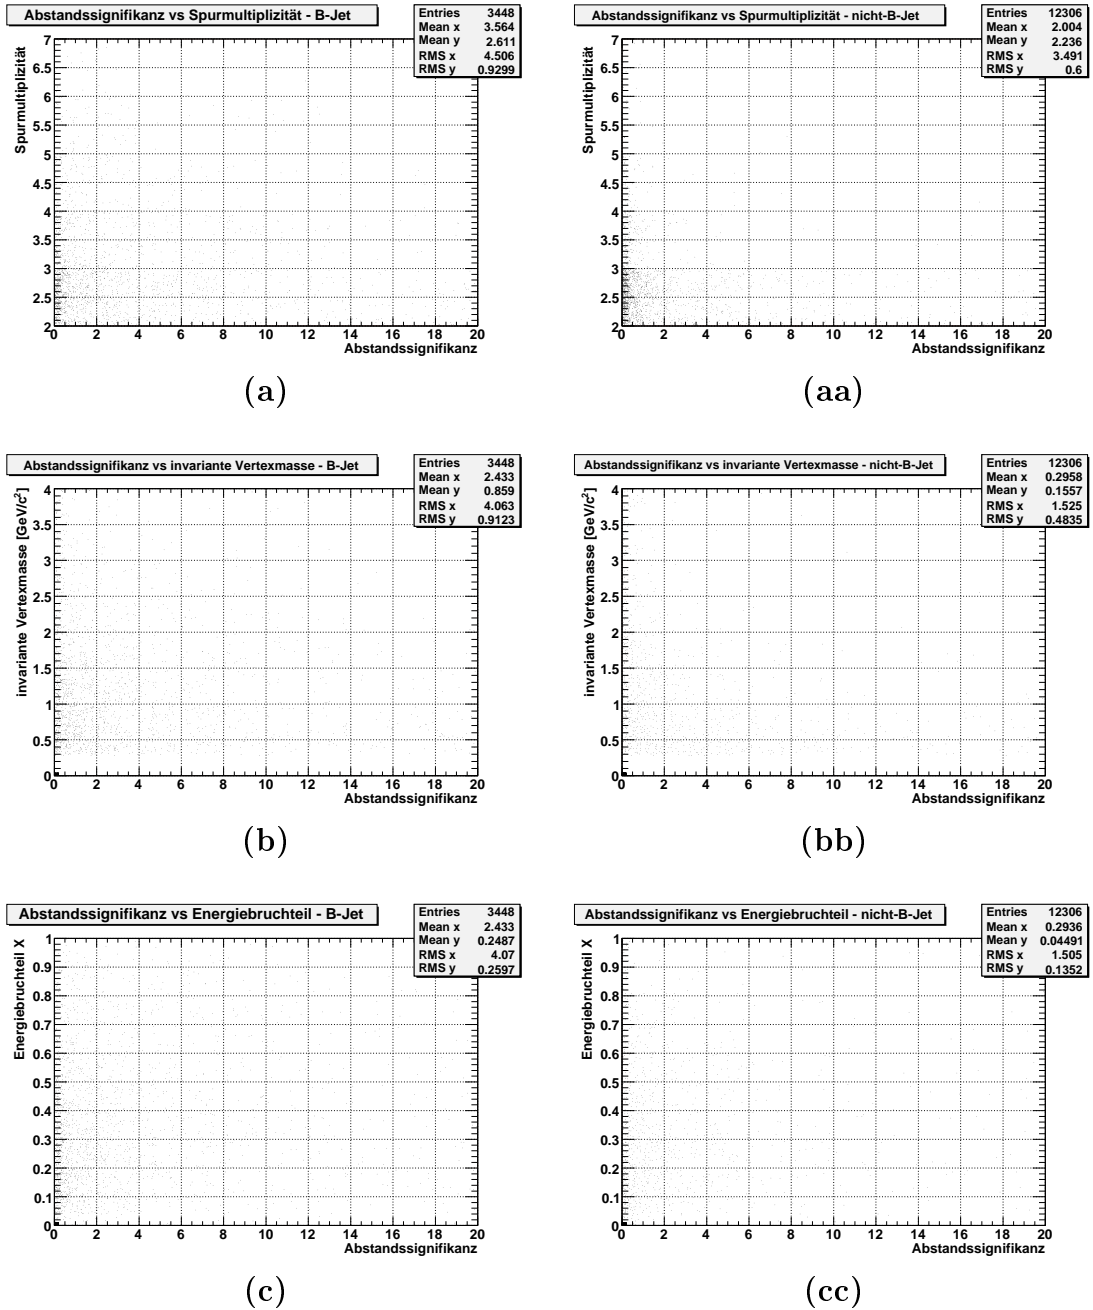 Abstandssignifikanz vs Spurmultiplizität - B-Jet
Entries 3448
Mean x 3.564
Mean y 2.611
RMS x 4.506
RMS y 0.9299
Spurmultiplizität
7
6.5
6
5.5
5
4.5
4
3.5
3
2.5
2
0 2 4 6 8 10 12 14 16 18 20
Abstandssignifikanz
(a)
Abstandssignifikanz vs Spurmultiplizität - nicht-B-Jet
Entries 12306
Mean x 2.004
Mean y 2.236
RMS x 3.491
RMS y 0.6
Spurmultiplizität
7
6.5
6
5.5
5
4.5
4
3.5
3
2.5
2
0 2 4 6 8 10 12 14 16 18 20
Abstandssignifikanz
(aa)
Abstandssignifikanz vs invariante Vertexmasse - B-Jet
Entries 3448
Mean x 2.433
Mean y 0.859
RMS x 4.063
RMS y 0.9123
invariante Vertexmasse [GeV/c²]
4
3.5
3
2.5
2
1.5
1
0.5
0
0 2 4 6 8 10 12 14 16 18 20
Abstandssignifikanz
(b)
Abstandssignifikanz vs invariante Vertexmasse - nicht-B-Jet
Entries 12306
Mean x 0.2958
Mean y 0.1557
RMS x 1.525
RMS y 0.4835
invariante Vertexmasse [GeV/c²]
4
3.5
3
2.5
2
1.5
1
0.5
0
0 2 4 6 8 10 12 14 16 18 20
Abstandssignifikanz
(bb)
Abstandssignifikanz vs Energiebruchteil - B-Jet
Entries 3448
Mean x 2.433
Mean y 0.2487
RMS x 4.07
RMS y 0.2597
Energiebruchteil X
1
0.9
0.8
0.7
0.6
0.5
0.4
0.3
0.2
0.1
0
0 2 4 6 8 10 12 14 16 18 20
Abstandssignifikanz
(c)
Abstandssignifikanz vs Energiebruchteil - nicht-B-Jet
Entries 12306
Mean x 0.2936
Mean y 0.04491
RMS x 1.505
RMS y 0.1352
Energiebruchteil X
1
0.9
0.8
0.7
0.6
0.5
0.4
0.3
0.2
0.1
0
0 2 4 6 8 10 12 14 16 18 20
Abstandssignifikanz
(cc)